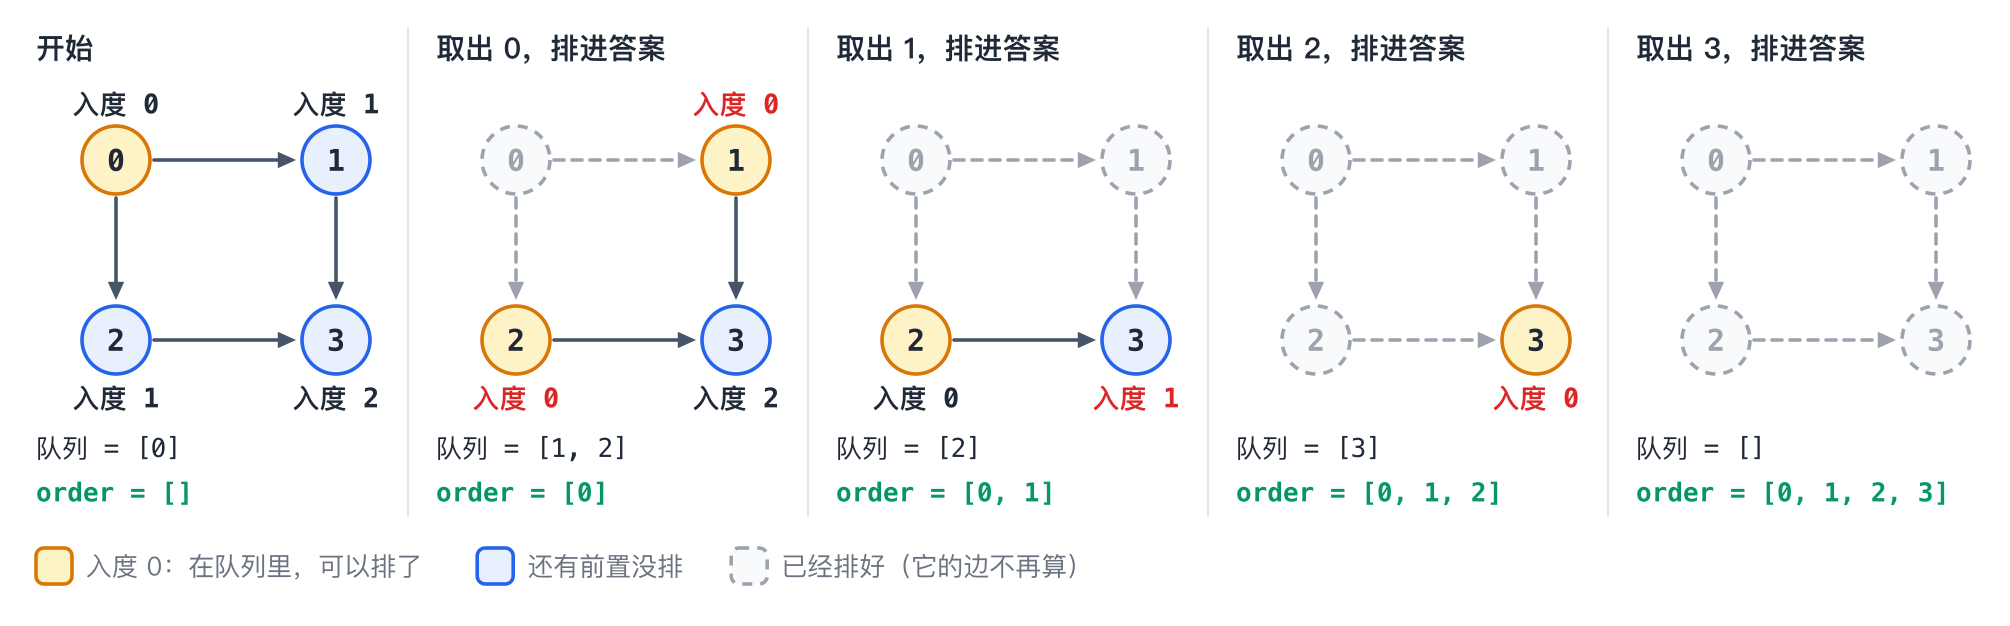 开始
入度 0
入度 1
0
1
2
3
入度 1
入度 2
队列 = [0]
order = []
取出 0，排进答案
入度 0
0
1
2
3
入度 0
入度 2
队列 = [1, 2]
order = [0]
取出 1，排进答案
0
1
2
3
入度 0
入度 1
队列 = [2]
order = [0, 1]
取出 2，排进答案
0
1
2
3
入度 0
队列 = [3]
order = [0, 1, 2]
取出 3，排进答案
0
1
2
3
队列 = []
order = [0, 1, 2, 3]
入度 0：在队列里，可以排了
还有前置没排
已经排好（它的边不再算）